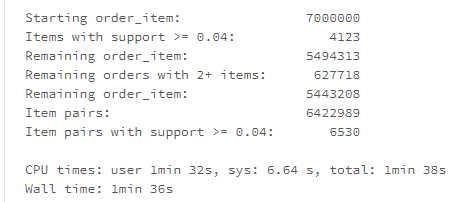 Starting order_item: 7000000
Items with support >= 0.04: 4123
Remaining order_item: 5494313
Remaining orders with 2+ items: 627718
Remaining order_item: 5443208
Item pairs: 6422989
Item pairs with support >= 0.04: 6530
CPU times: user 1min 32s, sys: 6.64 s, total: 1min 38s
Wall time: 1min 36s